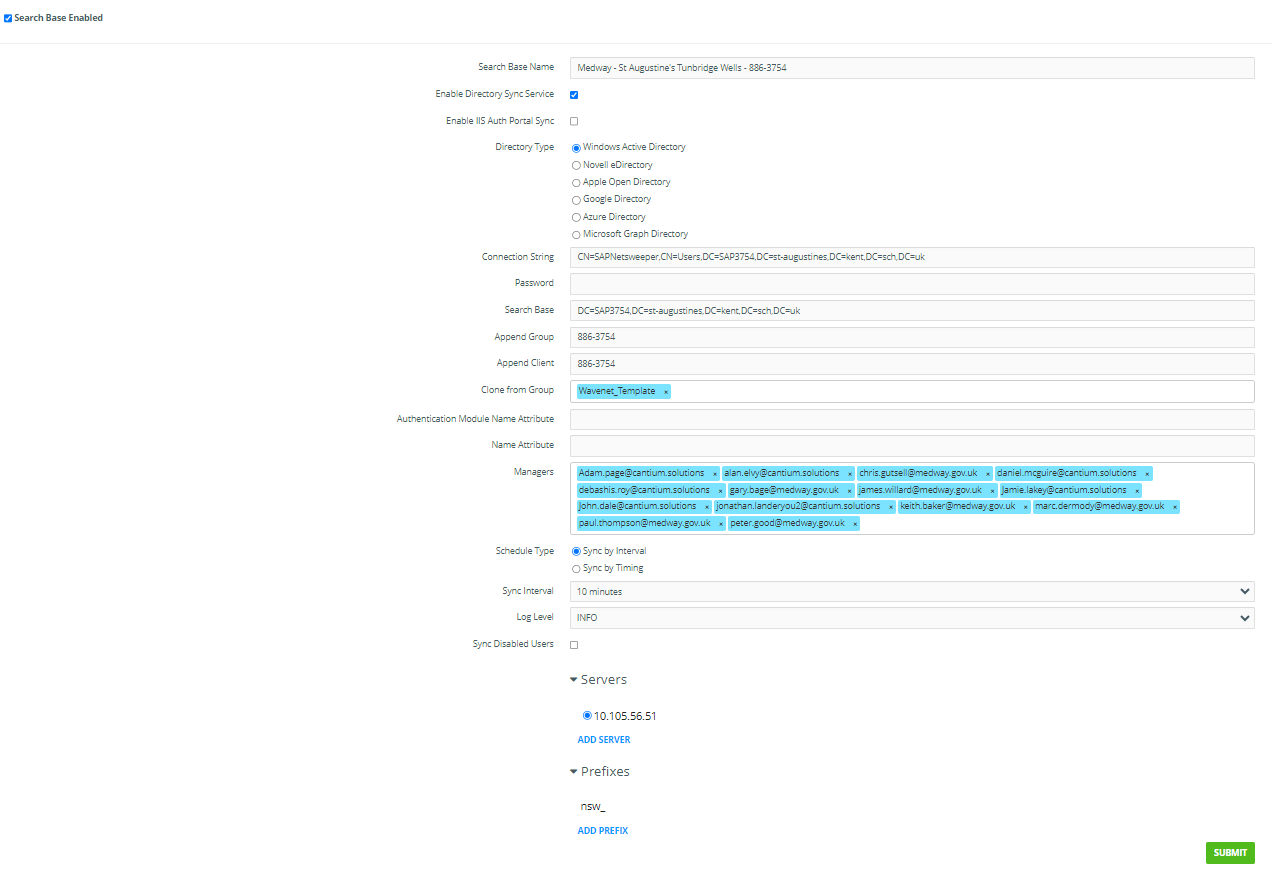 Search Base Enabled
Search Base Name Medway - St Augustine's Tunbridge Wells - 886-3754
Enable Directory Sync Service
Enable IIS Auth Portal Sync
Directory Type Windows Active Directory
Novell eDirectory
Apple Open Directory
Google Directory
Azure Directory
Microsoft Graph Directory
Connection String CN=SAPNetsweeper,CN=Users,DC=SAP3754,DC=st-augustines,DC=kent,DC=sch,DC=uk
Password
Search Base DC=SAP3754,DC=st-augustines,DC=kent,DC=sch,DC=uk
Append Group 886-3754
Append Client 886-3754
Clone from Group Wavenet_Template ×
Authentication Module Name Attribute
Name Attribute
Managers Adam.page@cantium.solutions × alan.elvy@cantium.solutions × chris.gutsell@medway.gov.uk × daniel.mcguire@cantium.solutions ×
debashis.roy@cantium.solutions × gary.bage@medway.gov.uk × james.willard@medway.gov.uk × Jamie.lakey@cantium.solutions ×
John.dale@cantium.solutions × jonathan.landeryou2@cantium.solutions × keith.baker@medway.gov.uk × marc.dermody@medway.gov.uk ×
paul.thompson@medway.gov.uk × peter.good@medway.gov.uk ×
Schedule Type Sync by Interval
Sync by Timing
Sync Interval 10 minutes
Log Level INFO
Sync Disabled Users
Servers
10.105.56.51
ADD SERVER
Prefixes
nsw_
ADD PREFIX
SUBMIT